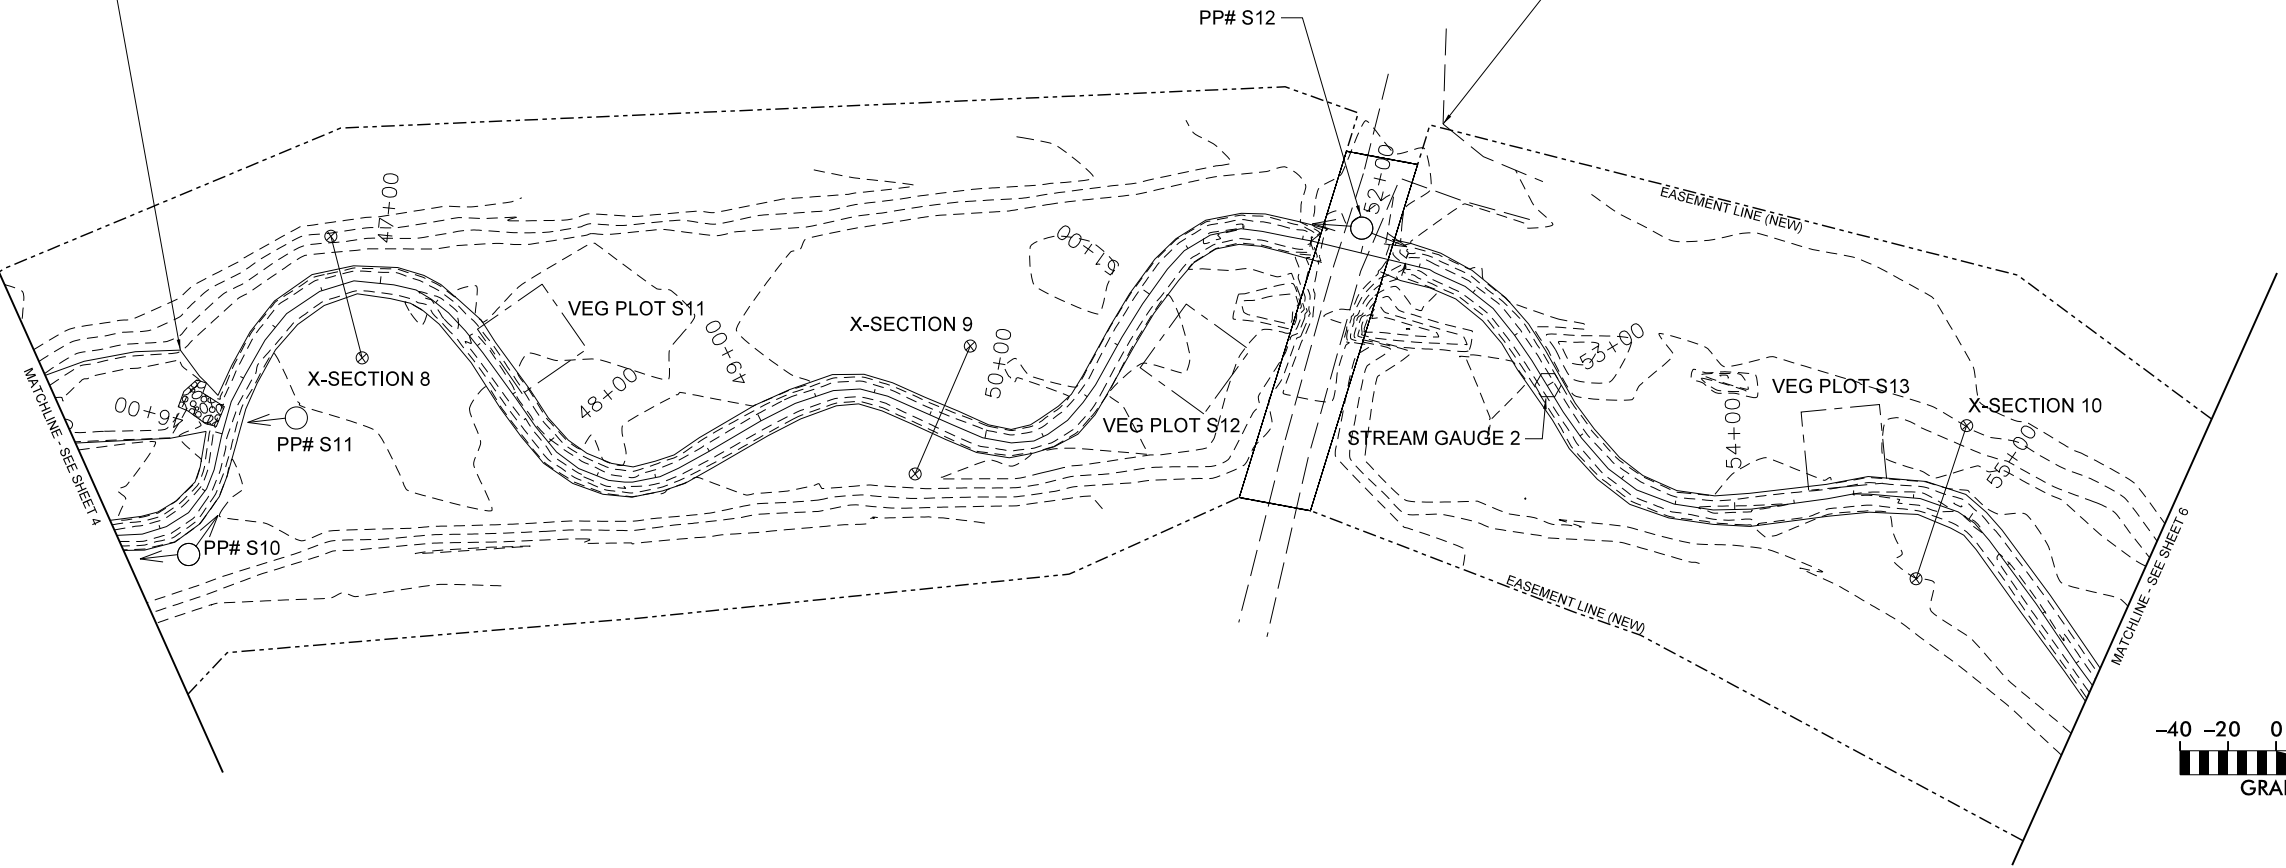 PP# S12
47+00
52+00
EASEMENT LINE (NEW)
51+00
VEG PLOT S11
X-SECTION 9
49+00
50+00
53+00
X-SECTION 8
VEG PLOT S13
48+00
46+00
X-SECTION 10
VEG PLOT S12
STREAM GAUGE 2
PP# S11
54+00
55+00
MATCHLINE - SEE SHEET 4
PP# S10
EASEMENT LINE (NEW)
MATCHLINE - SEE SHEET 6
-40 -20 0